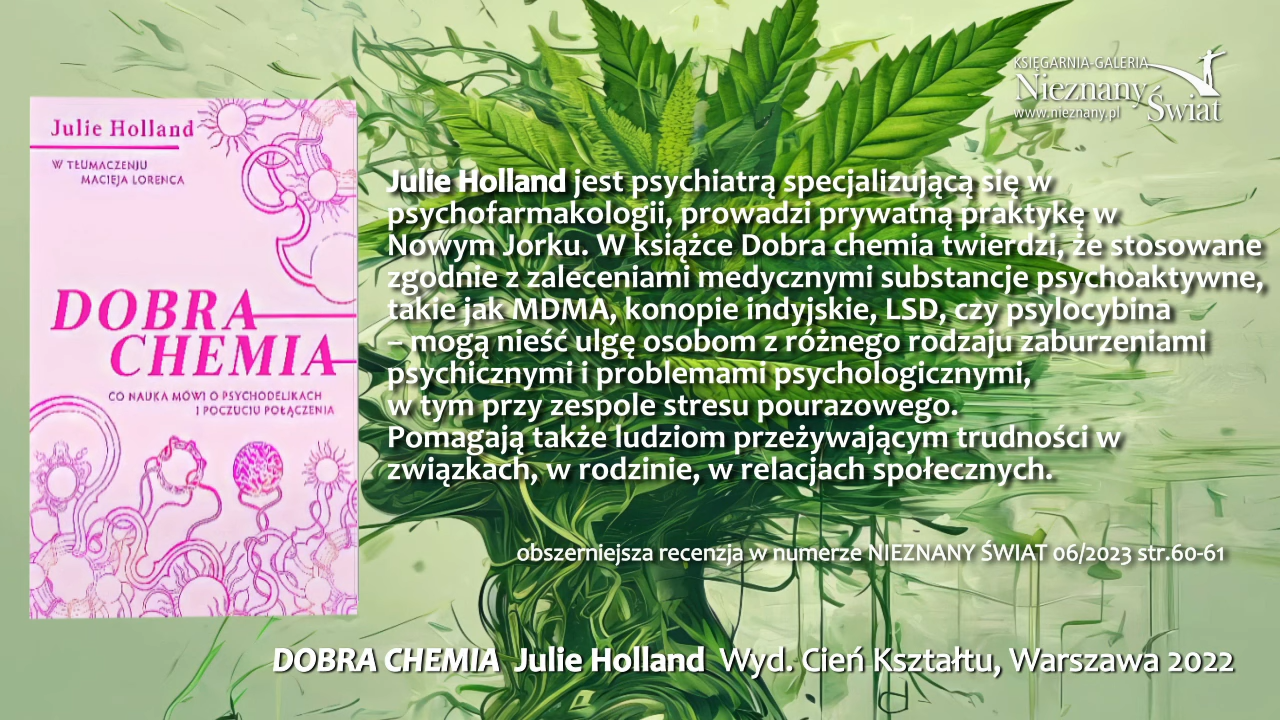 KSIĘGARNIA-GALERIA
Nieznany Świat
www.nieznany.pl
Julie Holland
W TŁUMACZENIU
MACIEJA LORENCA
DOBRA
CHEMIA
CO NAUKA MÓWI O PSYCHODELIKACH
I POCZUCIU POŁĄCZENIA
Julie Holland jest psychiatrą specjalizującą się w
psychofarmakologii, prowadzi prywatną praktykę w
Nowym Jorku. W książce Dobra chemia twierdzi, że stosowane
zgodnie z zaleceniami medycznymi substancje psychoaktywne,
takie jak MDMA, konopie indyjskie, LSD, czy psylocybina
– mogą nieść ulgę osobom z różnego rodzaju zaburzeniami
psychicznymi i problemami psychologicznymi,
w tym przy zespole stresu pourazowego.
Pomagają także ludziom przeżywającym trudności w
związkach, w rodzinie, w relacjach społecznych.
obszerniejsza recenzja w numerze NIEZNANY ŚWIAT 06/2023 str.60-61
DOBRA CHEMIA Julie Holland Wyd. Cień Kształtu, Warszawa 2022